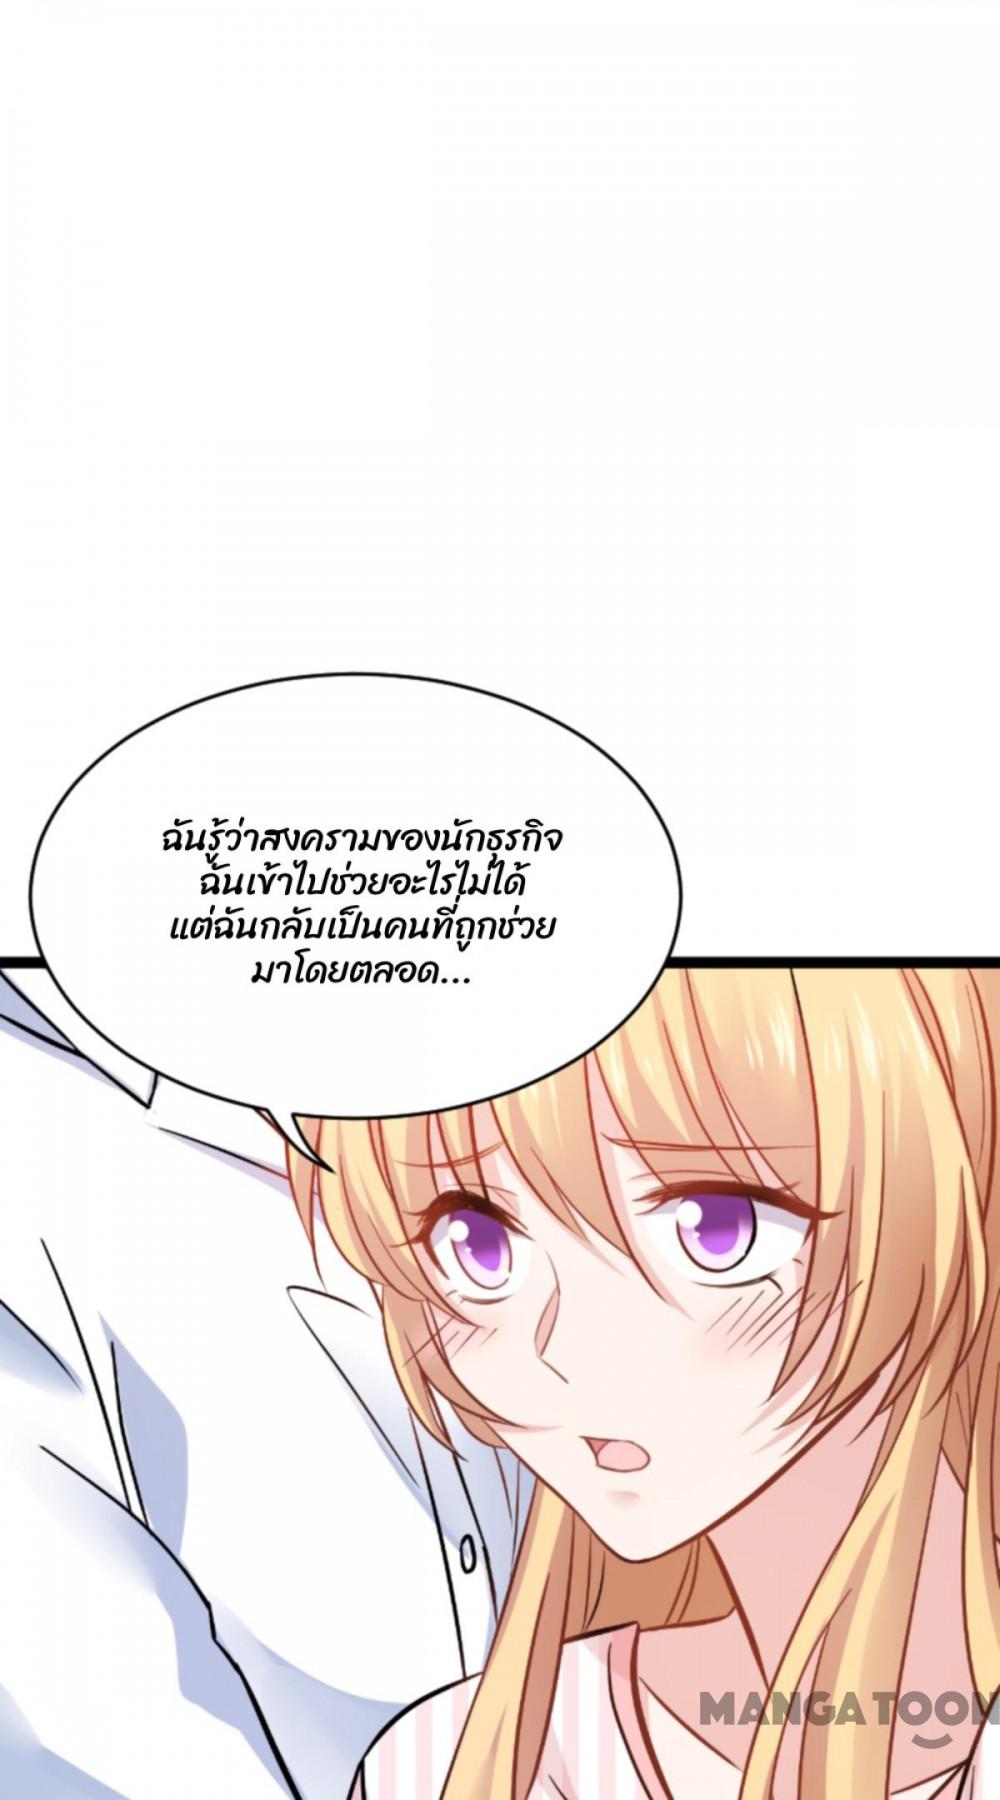 ฉันรู้ว่าสงครามของนักธุรกิจ
ฉันเข้าไปช่วยอะไรไม่ได้
แต่ฉันกลับเป็นคนที่ถูกช่วย
มาโดยตลอด...
MANGATOON